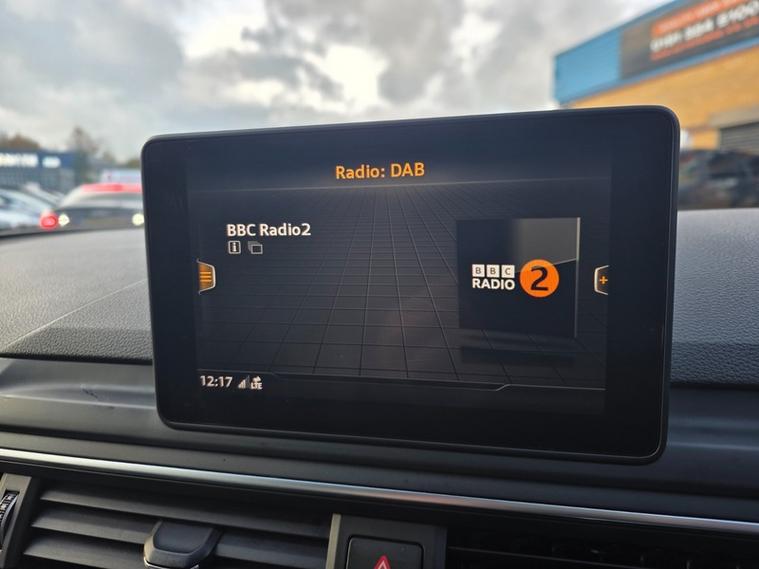 Radio: DAB
BBC Radio2
i
BBC
RADIO 2
+
12:17 LTE